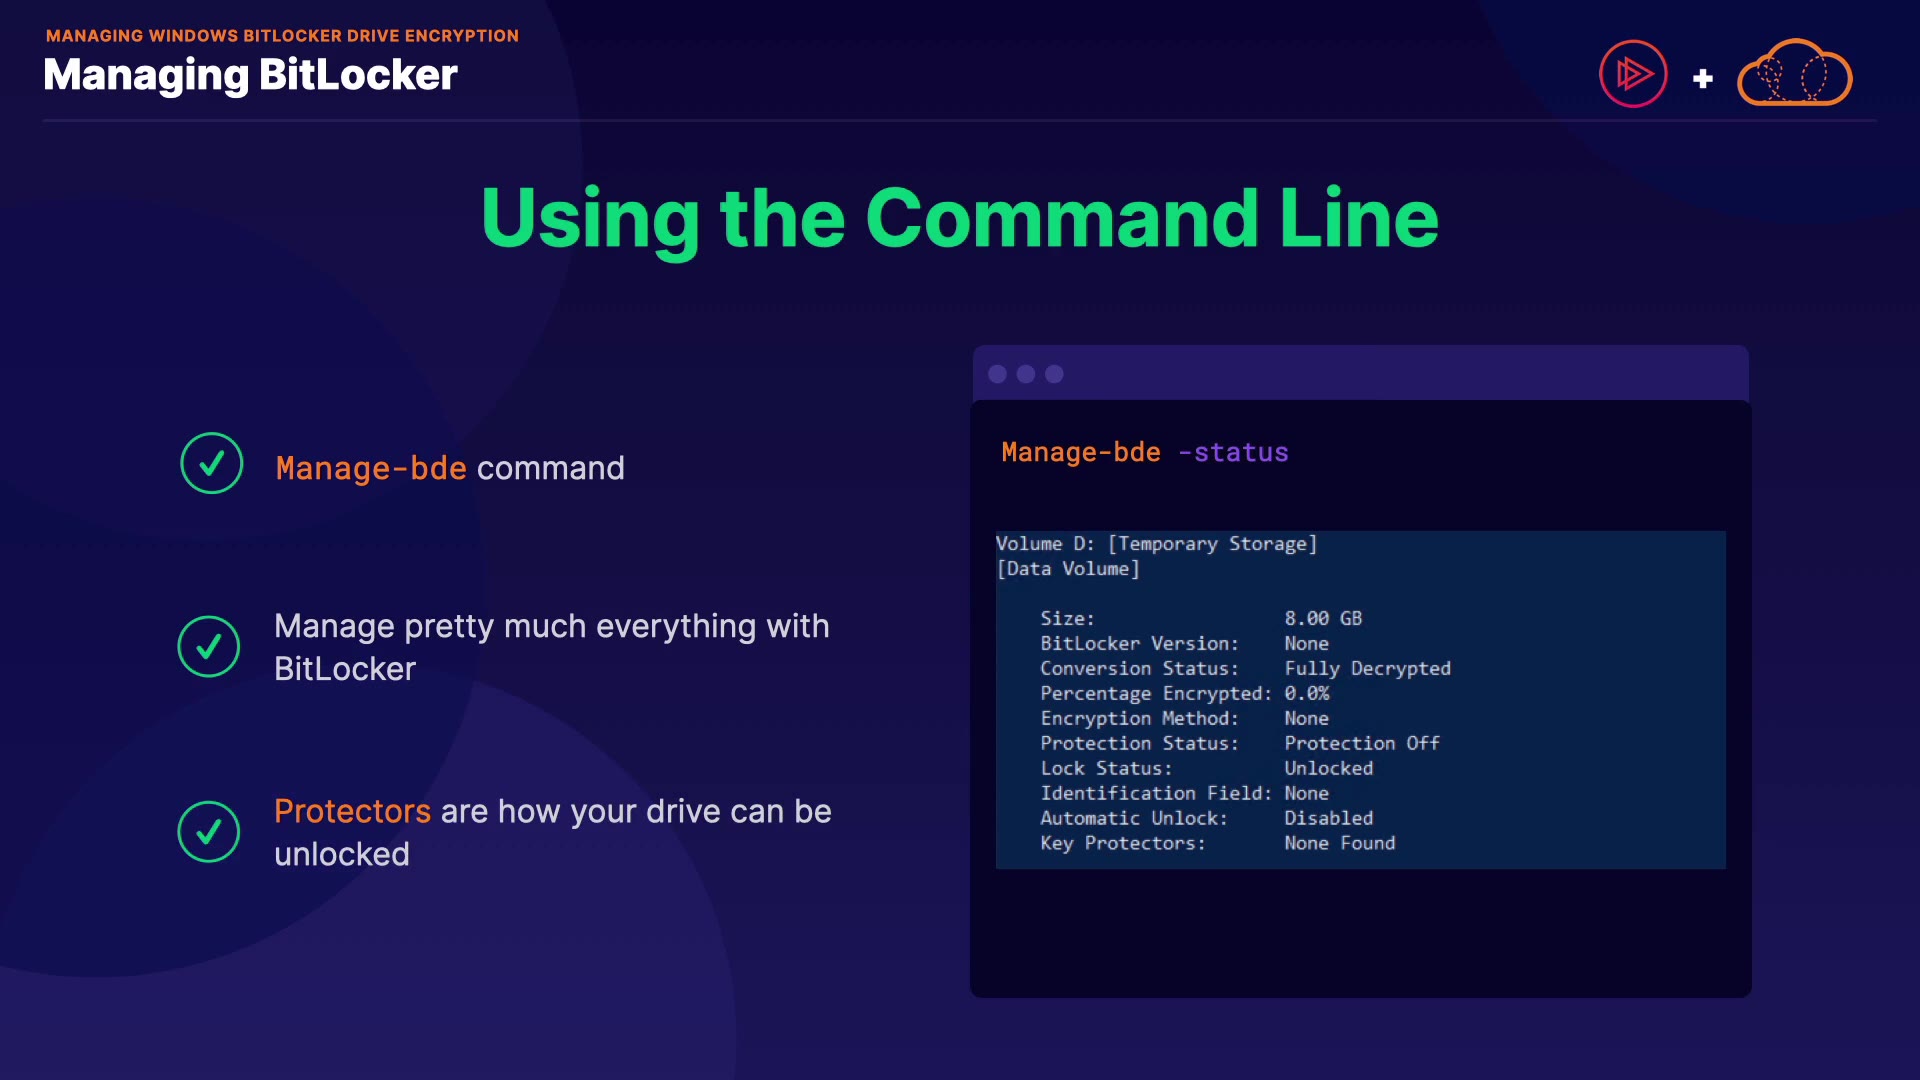 MANAGING WINDOWS BITLOCKER DRIVE ENCRYPTION
Managing BitLocker
Using the Command Line
Manage-bde command
Manage pretty much everything with
BitLocker
Protectors are how your drive can be
unlocked
Manage-bde -status
Volume D: [Temporary Storage]
[Data Volume]
Size: 8.00 GB
BitLocker Version: None
Conversion Status: Fully Decrypted
Percentage Encrypted: 0.0%
Encryption Method: None
Protection Status: Protection Off
Lock Status: Unlocked
Identification Field: None
Automatic Unlock: Disabled
Key Protectors: None Found